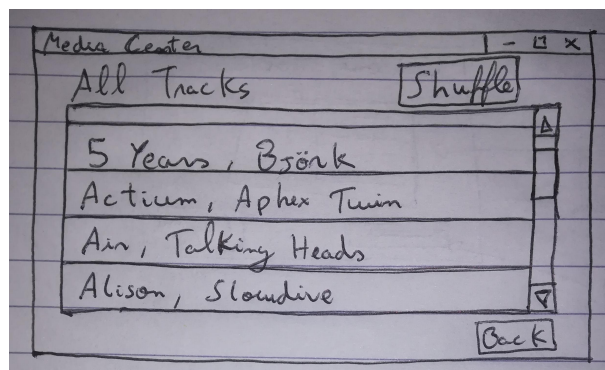 Media Center
All Tracks Shuffle
5 Years, Björk
Actium, Aphex Twin
Air, Talking Heads
Alison, Slowdive
Back